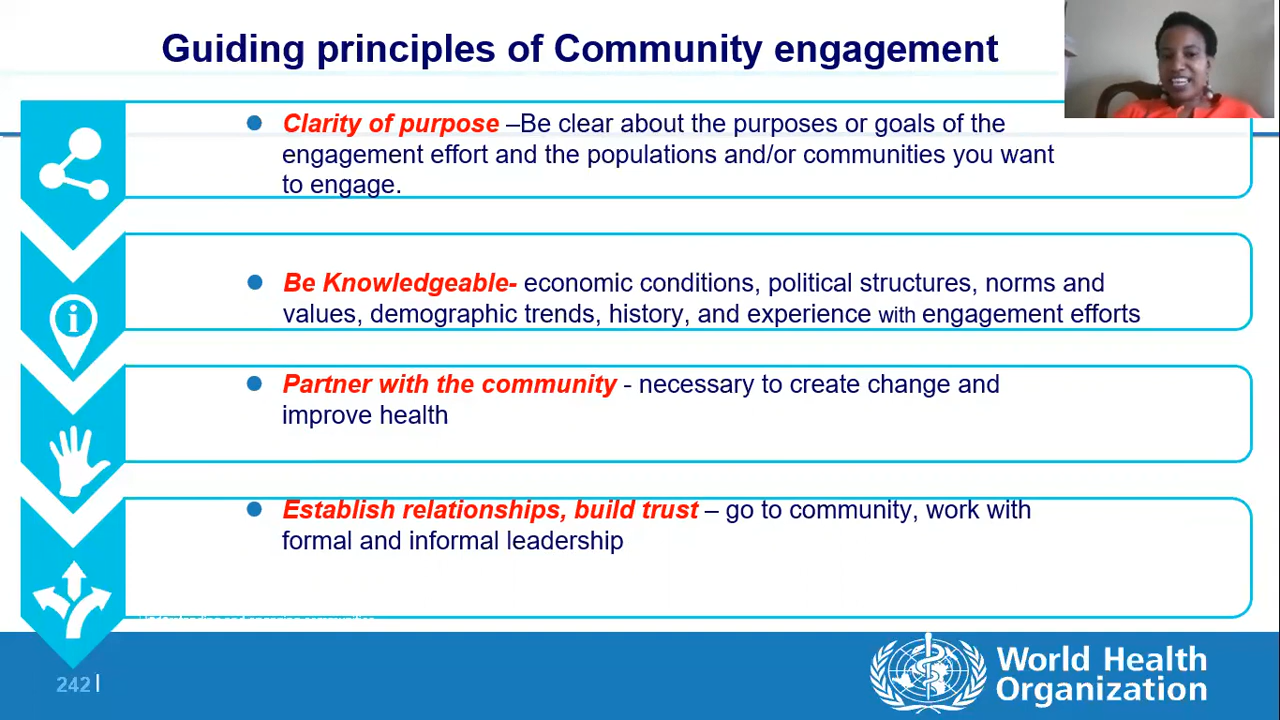 Guiding principles of Community engagement
Clarity of purpose –Be clear about the purposes or goals of the
engagement effort and the populations and/or communities you want
to engage.
Be Knowledgeable- economic conditions, political structures, norms and
values, demographic trends, history, and experience with engagement efforts
Partner with the community - necessary to create change and
improve health
Establish relationships, build trust – go to community, work with
formal and informal leadership
242 |
World Health
Organization